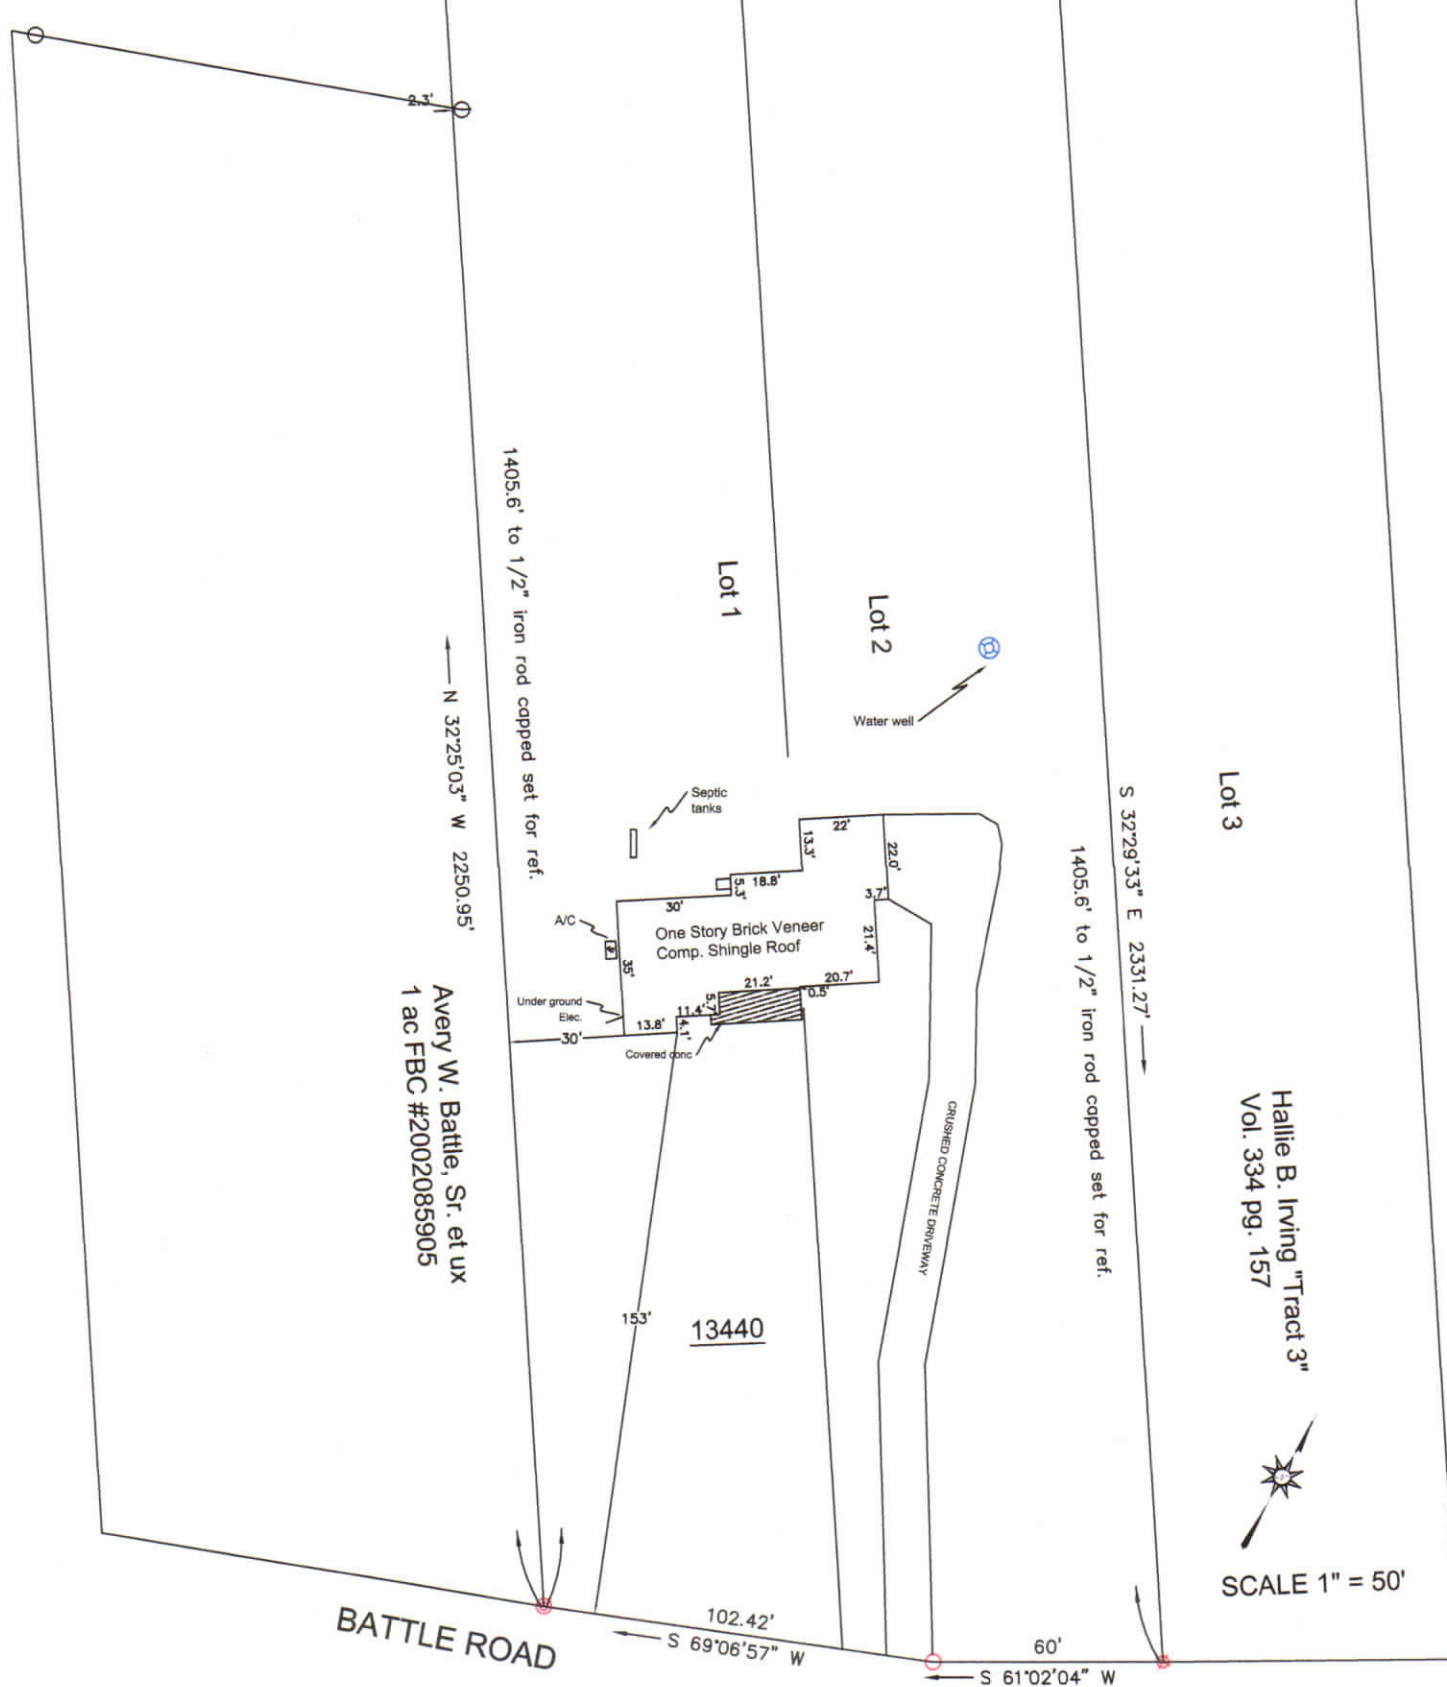 2.3'
1405.6' to 1/2" iron rod capped set for ref.
N 32°25'03" W 2250.95'
Lot 1
Lot 2
Water well
Lot 3
S 32°29'33" E 2331.27'
1405.6' to 1/2" iron rod capped set for ref.
Septic
tanks
22'
13.3'
22.0'
18.8'
5.3'
3.7'
30'
A/C
One Story Brick Veneer
Comp. Shingle Roof
21.4'
35'
21.2'
20.7'
0.5'
Under ground
Elec.
5.7'
11.4'
13.8'
4.1'
30'
Covered conc
Avery W. Battle, Sr. et ux
1 ac FBC #2002085905
CRUSHED CONCRETE DRIVEWAY
Hallie B. Irving "Tract 3"
Vol. 334 pg. 157
153'
13440
SCALE 1" = 50'
BATTLE ROAD
102.42'
S 69°06'57" W
60'
S 61°02'04" W